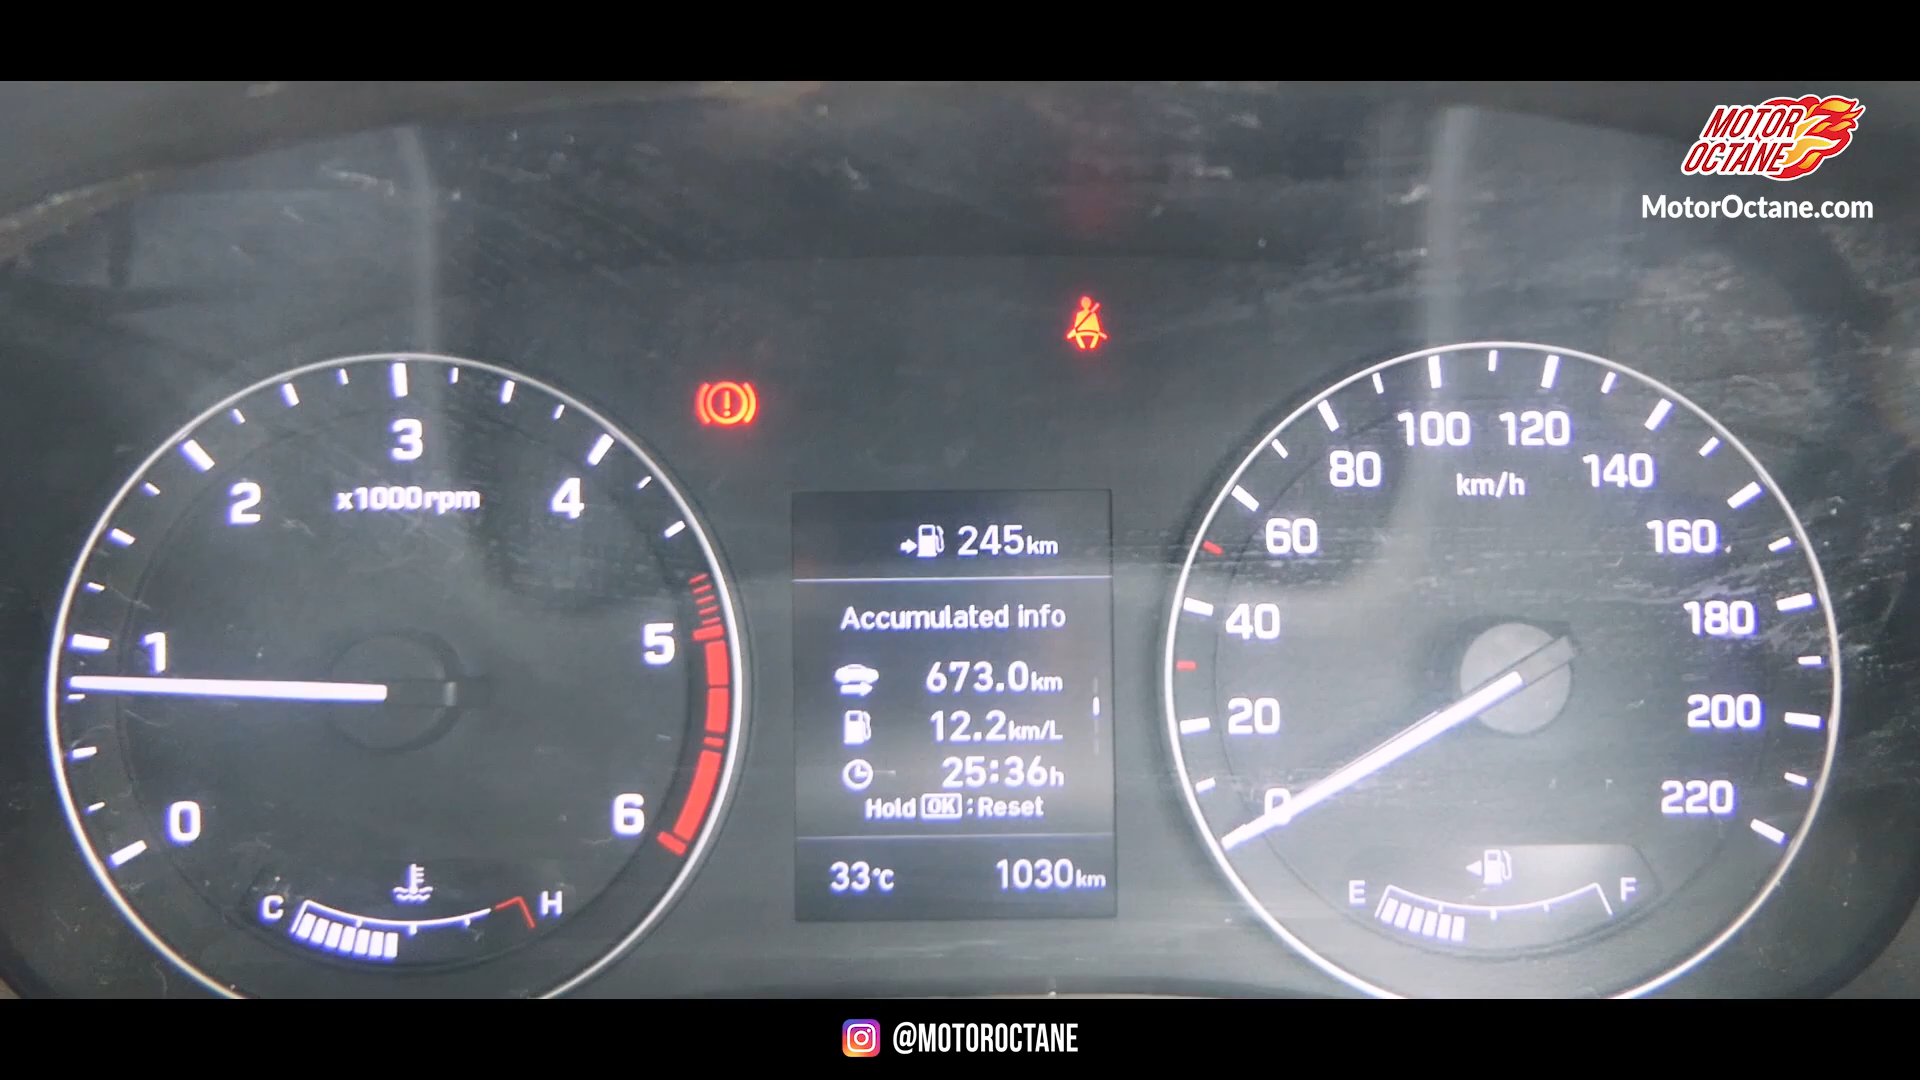 MOTOR
OCTANE
MotorOctane.com
0
1
2
3
4
5
6
x1000rpm
C
H
245km
Accumulated info
673.0km
12.2km/L
25:36h
Hold OK : Reset
33°C 1030km
0
20
40
60
80
100
120
140
160
180
200
220
km/h
E
F
@MOTOROCTANE